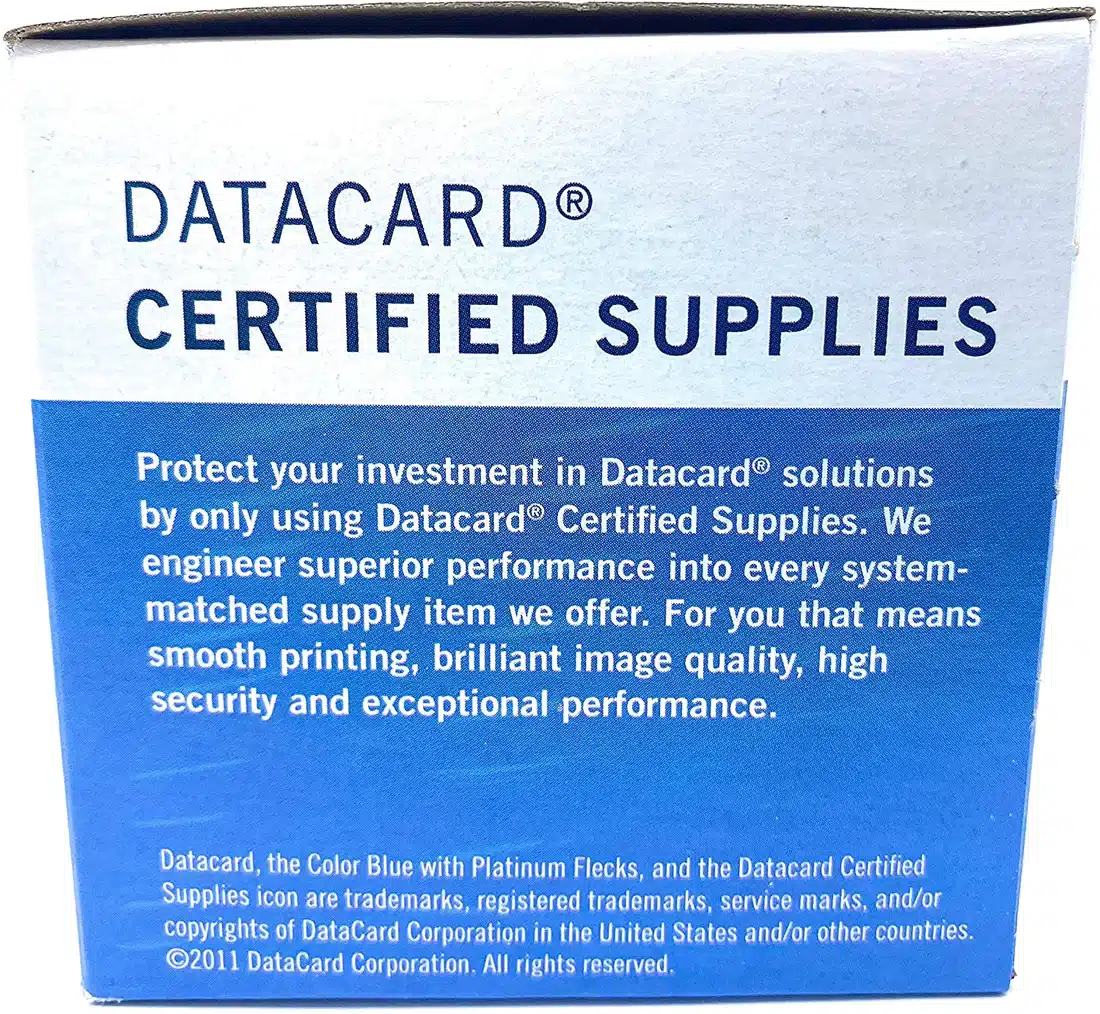 DATACARD®
CERTIFIED SUPPLIES
Protect your investment in Datacard® solutions
by only using Datacard® Certified Supplies. We
engineer superior performance into every system-
matched supply item we offer. For you that means
smooth printing, brilliant image quality, high
security and exceptional performance.
Datacard, the Color Blue with Platinum Flecks, and the Datacard Certified
Supplies icon are trademarks, registered trademarks, service marks, and/or
copyrights of DataCard Corporation in the United States and/or other countries.
©2011 DataCard Corporation. All rights reserved.